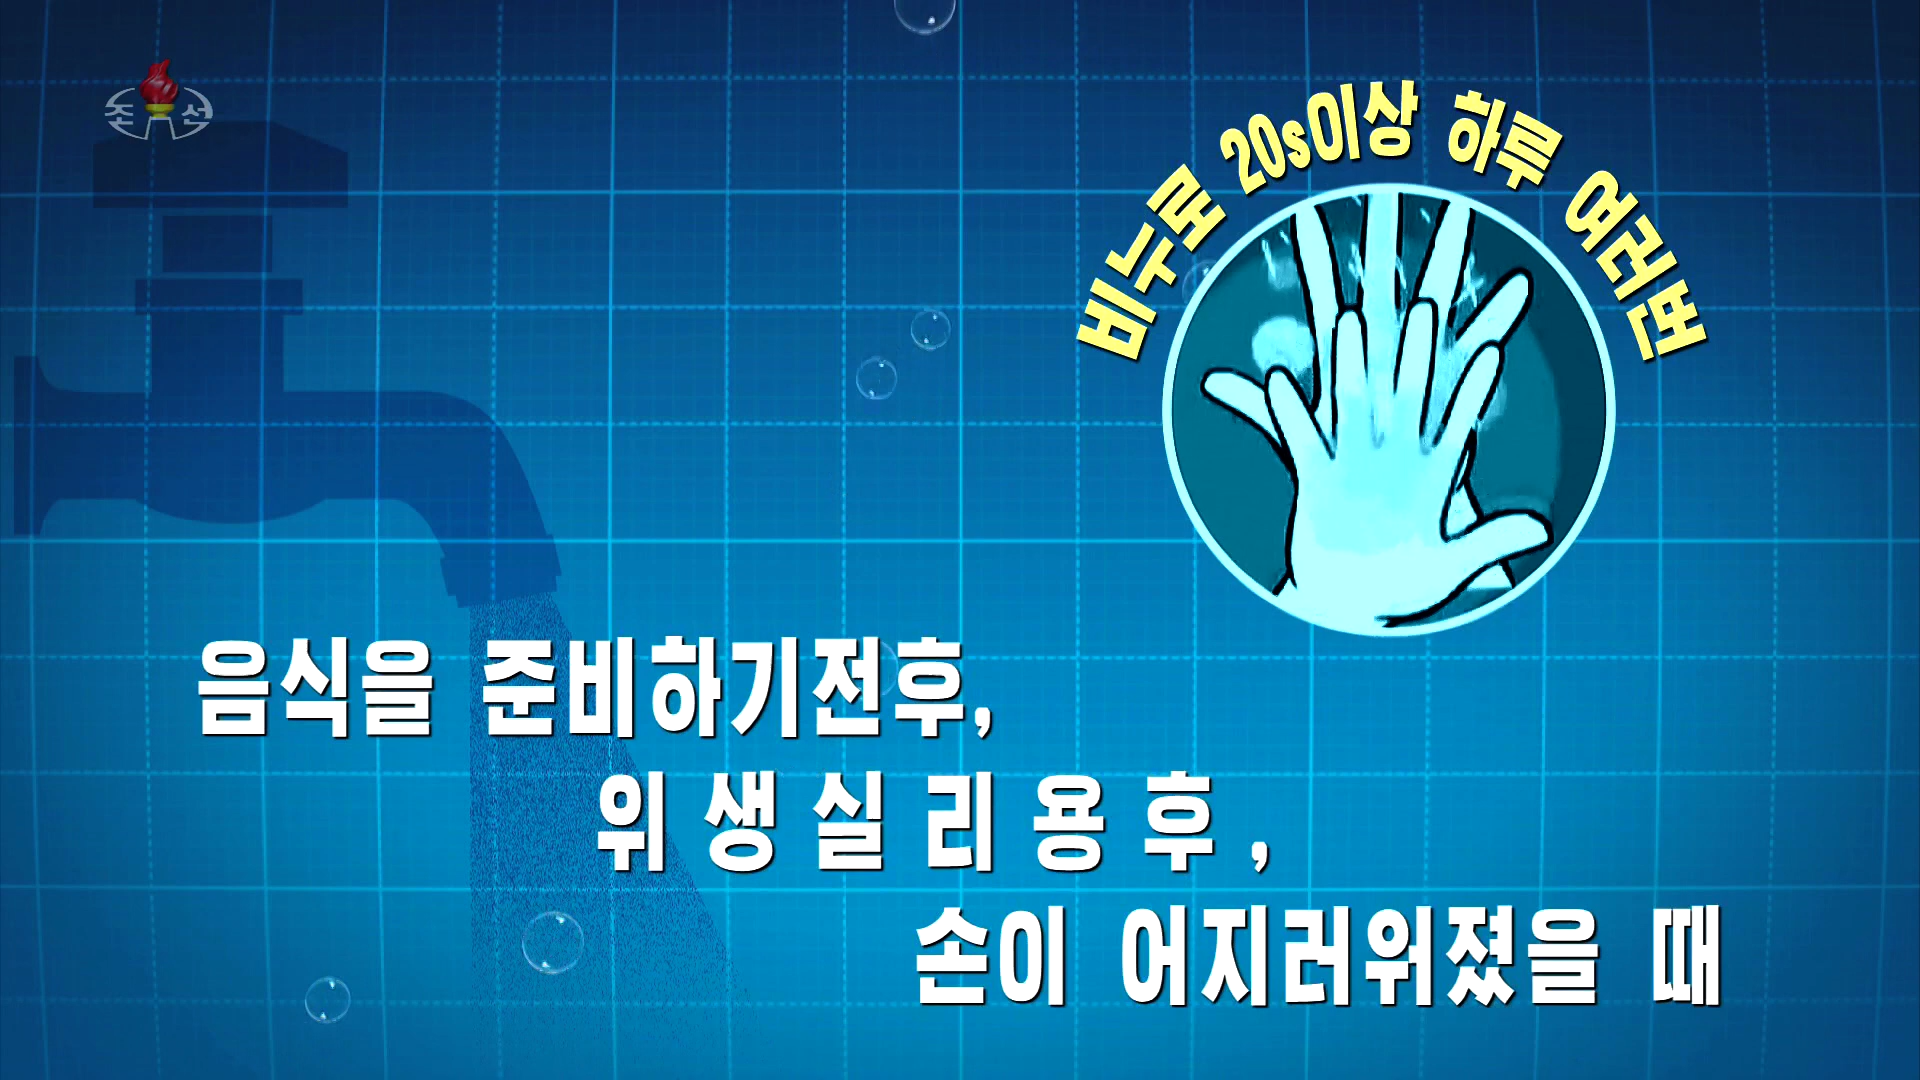 조선
비누로 20s이상 하루 여러번
음식을 준비하기전후,
위생실리용후,
손이 어지러워졌을 때